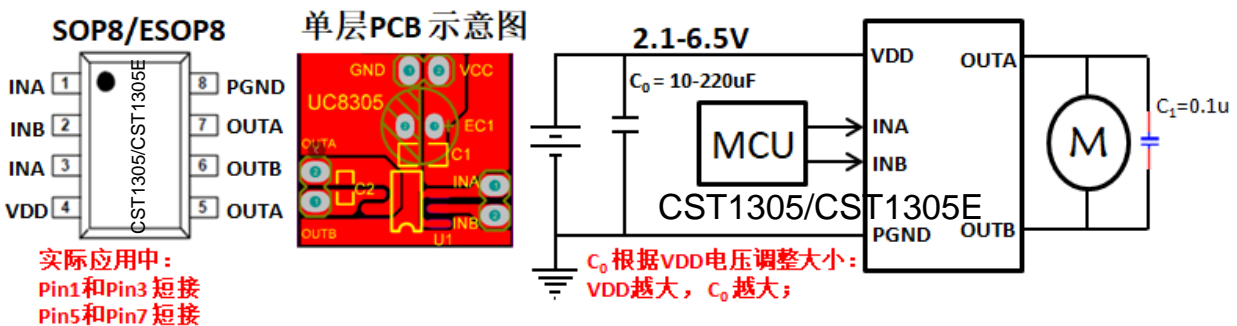 SOP8/ESOP8
INA 1
INB 2
INA 3
VDD 4
CST1305/CST1305E
8 PGND
7 OUTA
6 OUTB
5 OUTA
实际应用中：
Pin1和Pin3 短接
Pin5和Pin7 短接
单层PCB 示意图
GND
VCC
UC8305
EC1
C1
OUTA
C2
INA
INB
OUTB
U1
2.1-6.5V
C0 = 10-220uF
MCU
CST1305/CST1305E
VDD
INA
INB
PGND
OUTA
OUTB
M
C1=0.1u
C0 根据VDD电压调整大小：
VDD越大，C0 越大；